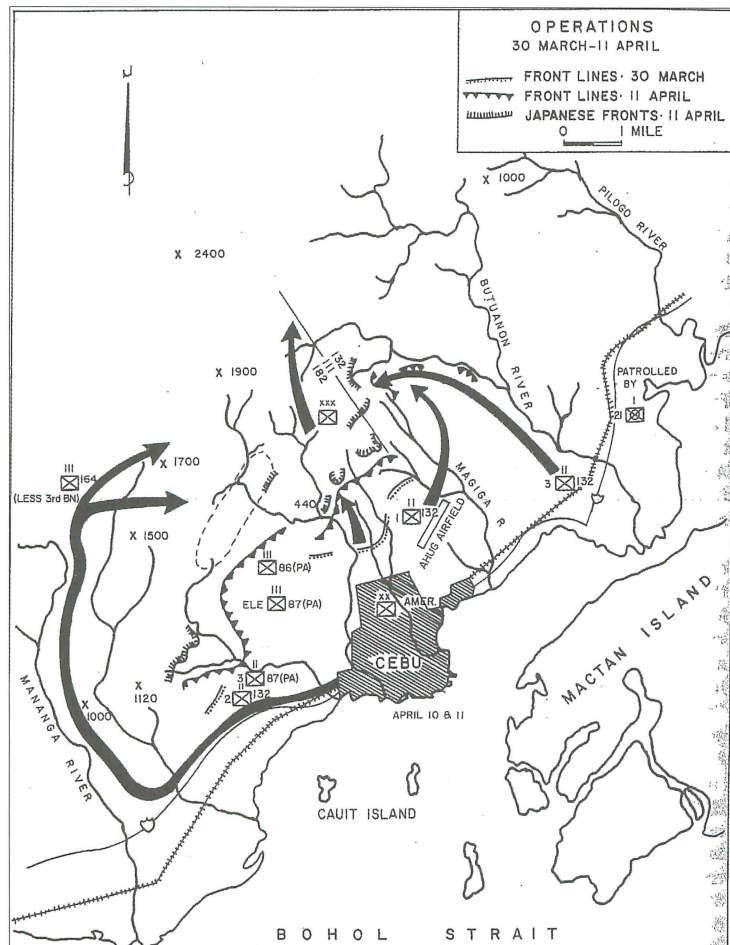 OPERATIONS
30 MARCH-11 APRIL
FRONT LINES· 30 MARCH
FRONT LINES· 11 APRIL
JAPANESE FRONTS· 11 APRIL
0 1 MILE
N
X 1000
PILOGO RIVER
X 2400
BUTUANON RIVER
X 1900
132
III
182
XXX
PATROLLED
BY
I
21
III
164
(LESS 3rd BN)
X
1700
II
3 132
MAGIGA R
440
II
1 132
AHUG AIRFIELD
X 1500
III
86(PA)
III
ELE 87(PA)
XX
AMER.
CEBU
MACTAN ISLAND
II
3 87(PA)
II
2 132
X
1120
X
1000
MANANGA RIVER
APRIL 10 & 11
CAUIT ISLAND
BOHOL STRAIT